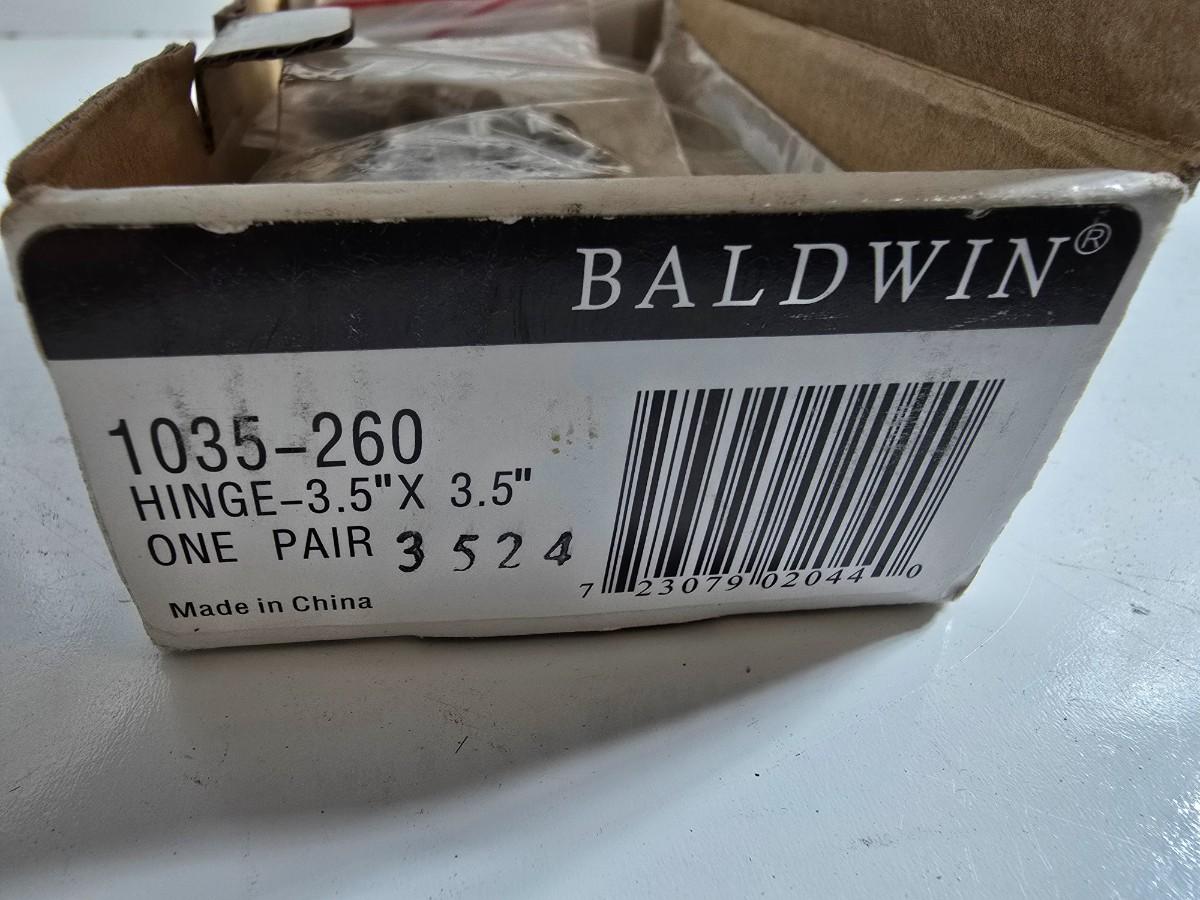 BALDWIN®
1035-260
HINGE-3.5"X 3.5"
ONE PAIR 3524
Made in China
7 23079 02044 0